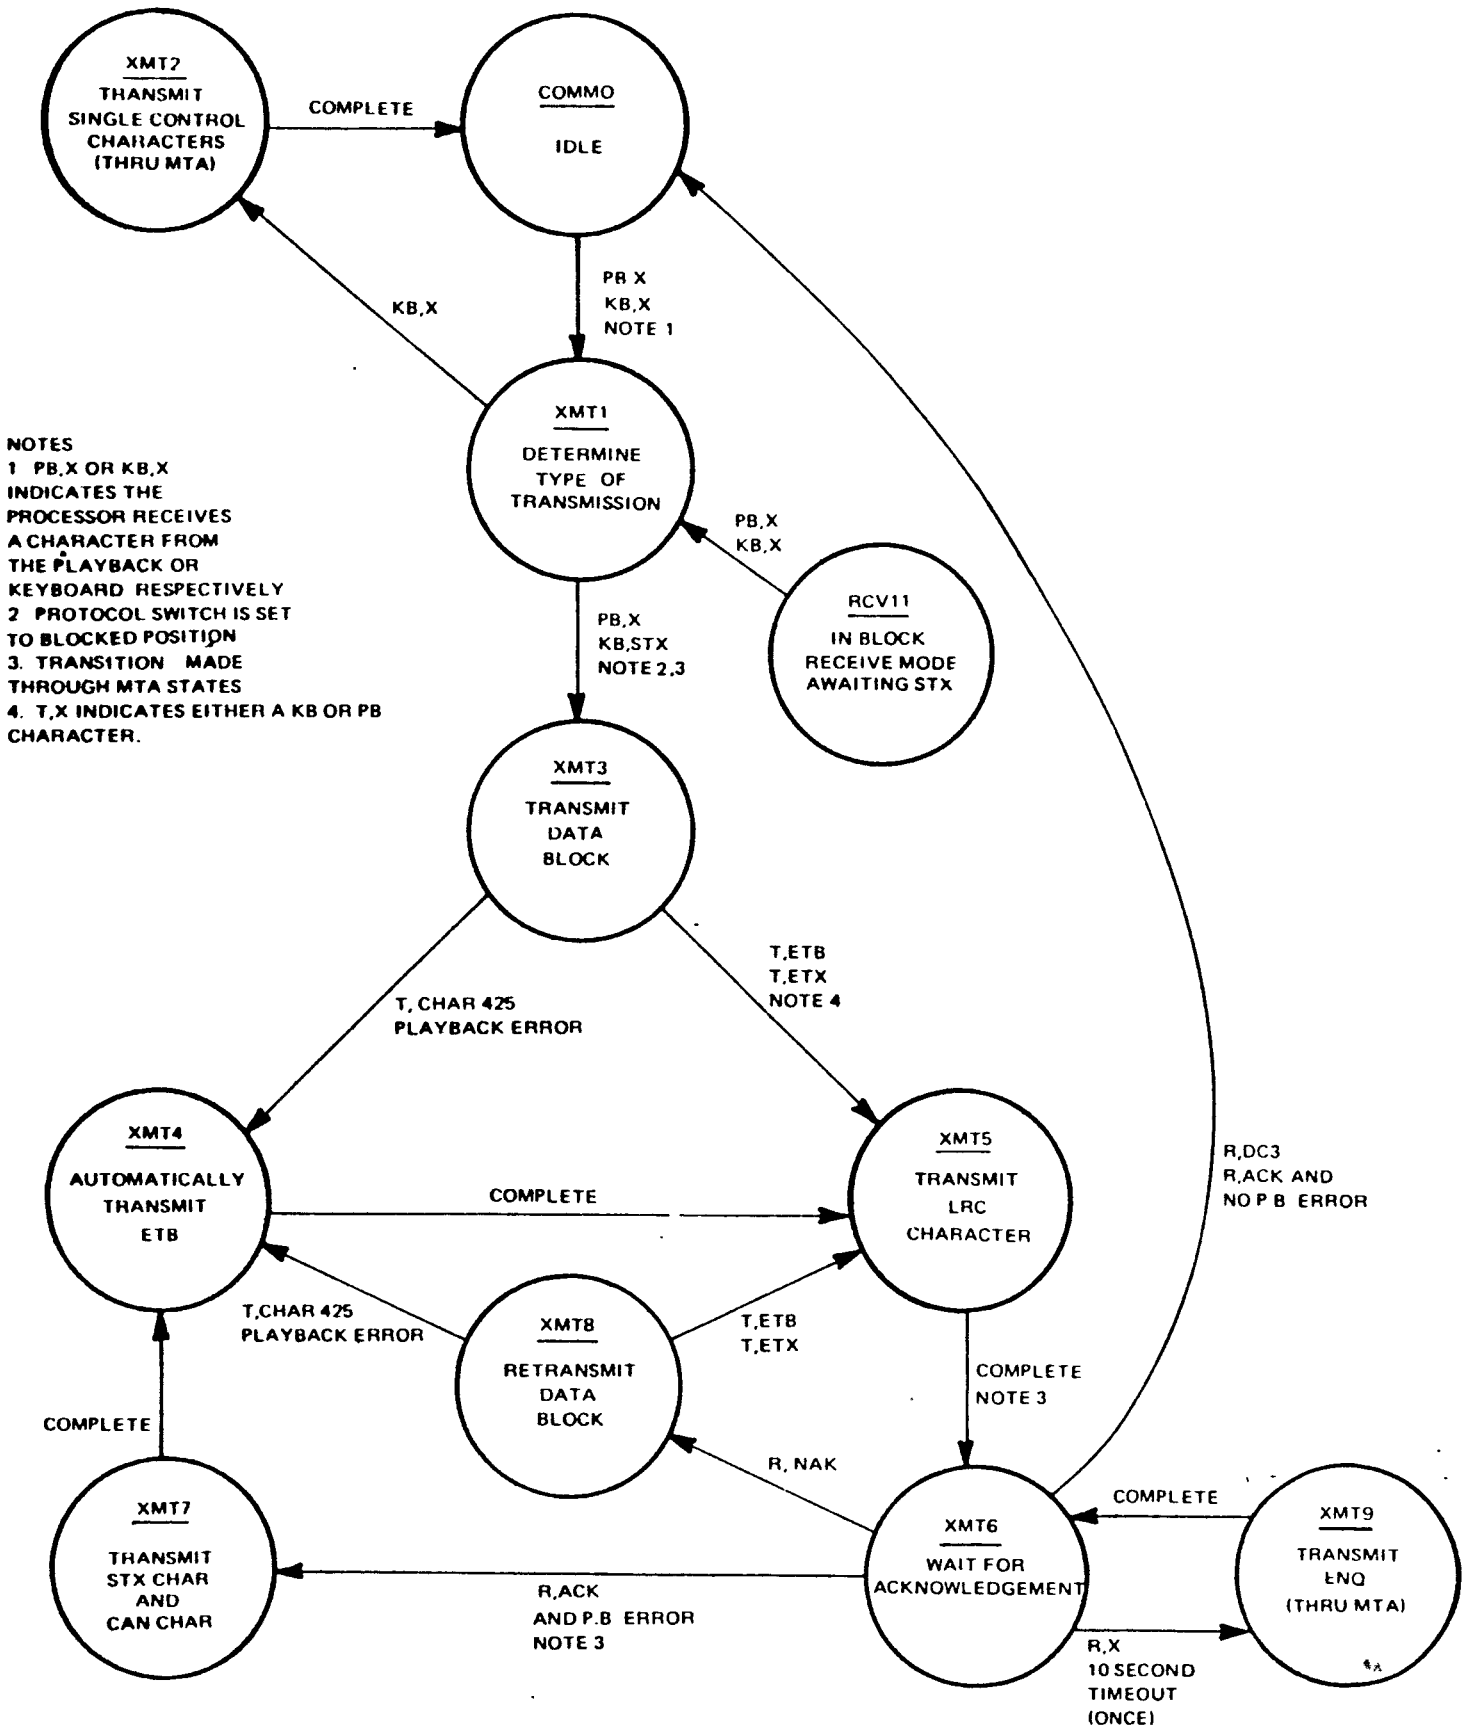 XMT2
TRANSMIT
SINGLE CONTROL
CHARACTERS
(THRU MTA)
COMPLETE
COMMO
IDLE
KB,X
PB X
KB,X
NOTE 1
XMT1
DETERMINE
TYPE OF
TRANSMISSION
NOTES
1 PB,X OR KB,X
INDICATES THE
PROCESSOR RECEIVES
A CHARACTER FROM
THE PLAYBACK OR
KEYBOARD RESPECTIVELY
2 PROTOCOL SWITCH IS SET
TO BLOCKED POSITION
3. TRANSITION MADE
THROUGH MTA STATES
4. T,X INDICATES EITHER A KB OR PB
CHARACTER.
PB,X
KB,X
RCV11
IN BLOCK
RECEIVE MODE
AWAITING STX
PB,X
KB,STX
NOTE 2,3
XMT3
TRANSMIT
DATA
BLOCK
T, CHAR 425
PLAYBACK ERROR
T,ETB
T,ETX
NOTE 4
XMT4
AUTOMATICALLY
TRANSMIT
ETB
COMPLETE
XMT5
TRANSMIT
LRC
CHARACTER
R,DC3
R,ACK AND
NO P B ERROR
T,CHAR 425
PLAYBACK ERROR
XMT8
RETRANSMIT
DATA
BLOCK
T,ETB
T,ETX
COMPLETE
NOTE 3
COMPLETE
R, NAK
XMT7
TRANSMIT
STX CHAR
AND
CAN CHAR
R,ACK
AND P.B ERROR
NOTE 3
XMT6
WAIT FOR
ACKNOWLEDGEMENT
COMPLETE
XMT9
TRANSMIT
ENQ
(THRU MTA)
R,X
10 SECOND
TIMEOUT
(ONCE)